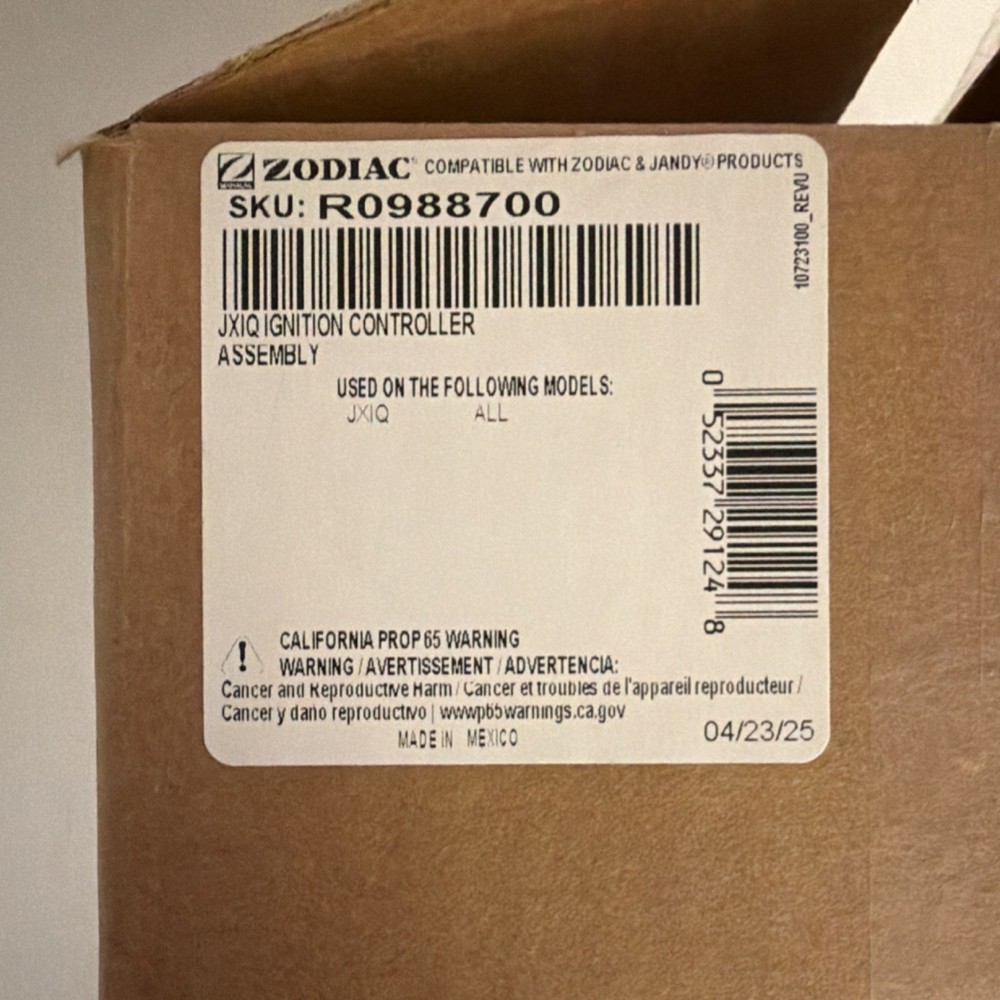 ZODIAC® COMPATIBLE WITH ZODIAC & JANDY® PRODUCTS
SKU: R0988700
10723100_REVU
JXIQ IGNITION CONTROLLER
ASSEMBLY
USED ON THE FOLLOWING MODELS:
JXIQ ALL
0 52337 29124 8
CALIFORNIA PROP 65 WARNING
WARNING / AVERTISSEMENT / ADVERTENCIA:
Cancer and Reproductive Harm / Cancer et troubles de l'appareil reproducteur /
Cancer y daño reproductivo | www.p65warnings.ca.gov
MADE IN MEXICO
04/23/25